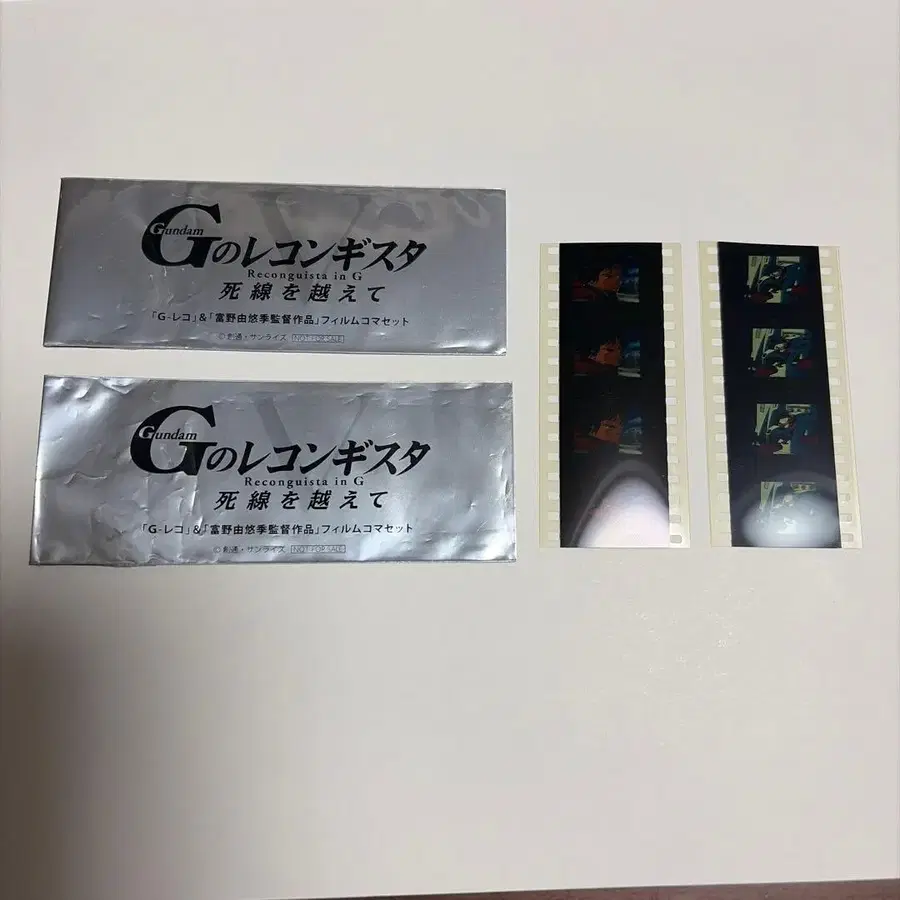 Gundam
Gのレコンギスタ
Reconguista in G
死線を越えて
「G-レコ」&「富野由悠季監督作品」フィルムコマセット
©創通・サンライズ NOT FOR SALE
Gundam
Gのレコンギスタ
Reconguista in G
死線を越えて
「G-レコ」&「富野由悠季監督作品」フィルムコマセット
©創通・サンライズ NOT FOR SALE